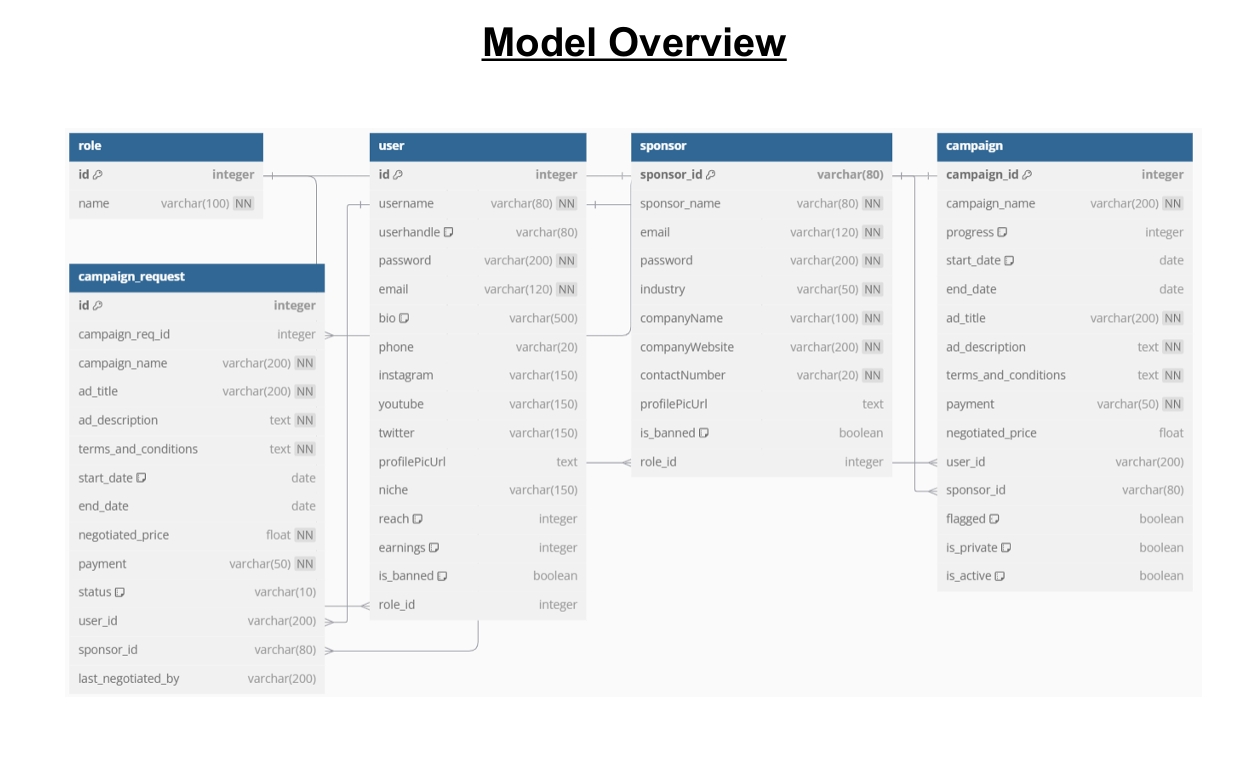 Model Overview
role
id integer
name varchar(100) NN
campaign_request
id integer
campaign_req_id integer
campaign_name varchar(200) NN
ad_title varchar(200) NN
ad_description text NN
terms_and_conditions text NN
start_date date
end_date date
negotiated_price float NN
payment varchar(50) NN
status varchar(10)
user_id varchar(200)
sponsor_id varchar(80)
last_negotiated_by varchar(200)
user
id integer
username varchar(80) NN
userhandle varchar(80)
password varchar(200) NN
email varchar(120) NN
bio varchar(500)
phone varchar(20)
instagram varchar(150)
youtube varchar(150)
twitter varchar(150)
profilePicUrl text
niche varchar(150)
reach integer
earnings integer
is_banned boolean
role_id integer
sponsor
sponsor_id varchar(80)
sponsor_name varchar(80) NN
email varchar(120) NN
password varchar(200) NN
industry varchar(50) NN
companyName varchar(100) NN
companyWebsite varchar(200) NN
contactNumber varchar(20) NN
profilePicUrl text
is_banned boolean
role_id integer
campaign
campaign_id integer
campaign_name varchar(200) NN
progress integer
start_date date
end_date date
ad_title varchar(200) NN
ad_description text NN
terms_and_conditions text NN
payment varchar(50) NN
negotiated_price float
user_id varchar(200)
sponsor_id varchar(80)
flagged boolean
is_private boolean
is_active boolean